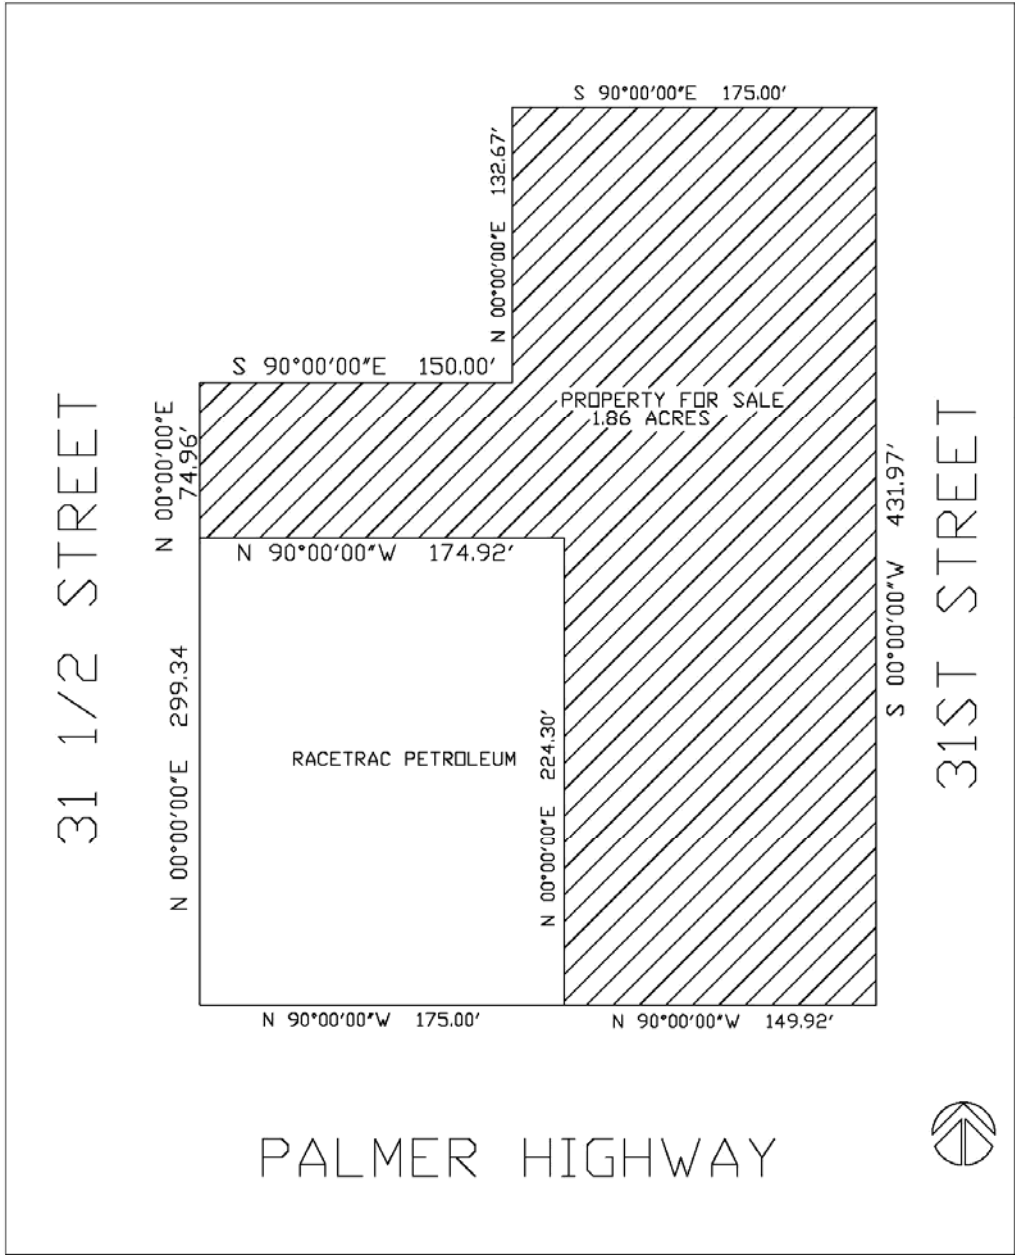 S 90°00'00"E 175.00'
N 00°00'00"E 132.67'
S 90°00'00"E 150.00'
PROPERTY FOR SALE
1.86 ACRES
N 00°00'00"E
74.96'
31 1/2 STREET
31ST STREET
S 00°00'00"W 431.97'
N 90°00'00"W 174.92'
N 00°00'00"E 299.34
RACETRAC PETROLEUM
N 00°00'00"E 224.30'
N 90°00'00"W 175.00'
N 90°00'00"W 149.92'
PALMER HIGHWAY